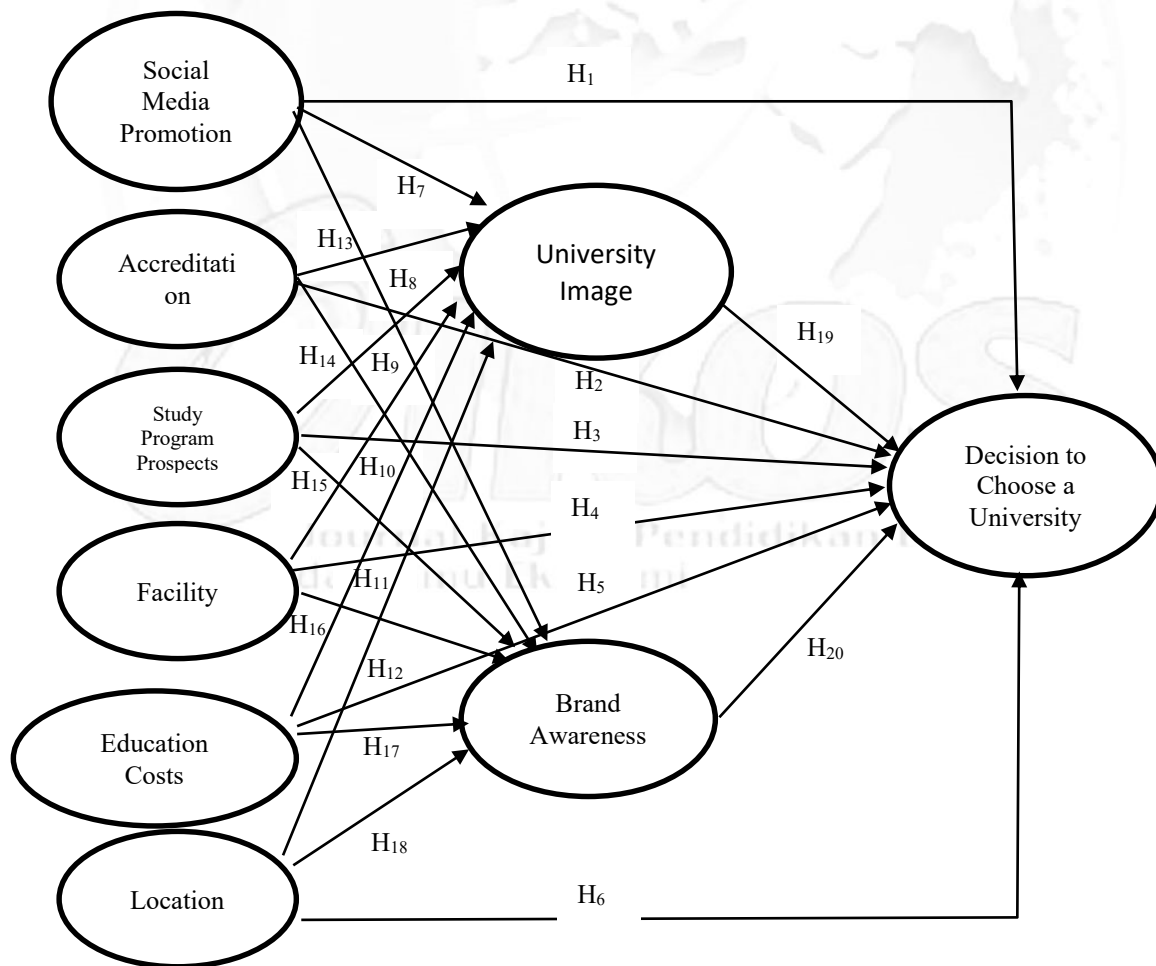 Social
Media
Promotion
H1
H7
Accreditati
on
H13
H8
University
Image
H19
H14
H9
H2
Study
Program
Prospects
H3
Decision to
Choose a
University
H15
H10
H4
Facility
H11
H5
H16
H12
Brand
Awareness
H20
Education
Costs
H17
H18
Location
H6